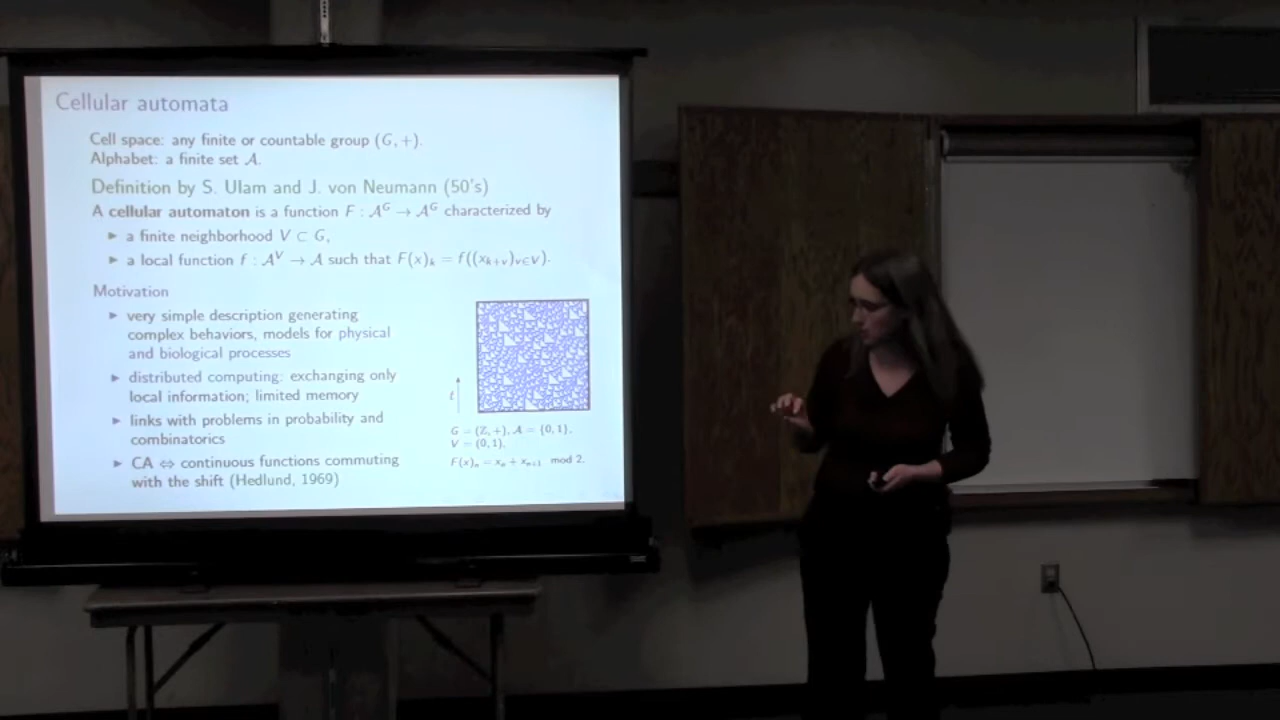 Cellular automata
Cell space: any finite or countable group (G, +).
Alphabet: a finite set A.
Definition by S. Ulam and J. von Neumann (50's)
A cellular automaton is a function F : A^G → A^G characterized by
▶ a finite neighborhood V ⊂ G,
▶ a local function f : A^V → A such that F(x)_k = f((x_{k+v})_{v∈V}).
Motivation
▶ very simple description generating
complex behaviors, models for physical
and biological processes
▶ distributed computing: exchanging only
local information; limited memory
▶ links with problems in probability and
combinatorics
▶ CA ⇔ continuous functions commuting
with the shift (Hedlund, 1969)
t
G = (Z, +), A = {0, 1},
V = {0, 1},
F(x)_n = x_n + x_{n+1} mod 2.